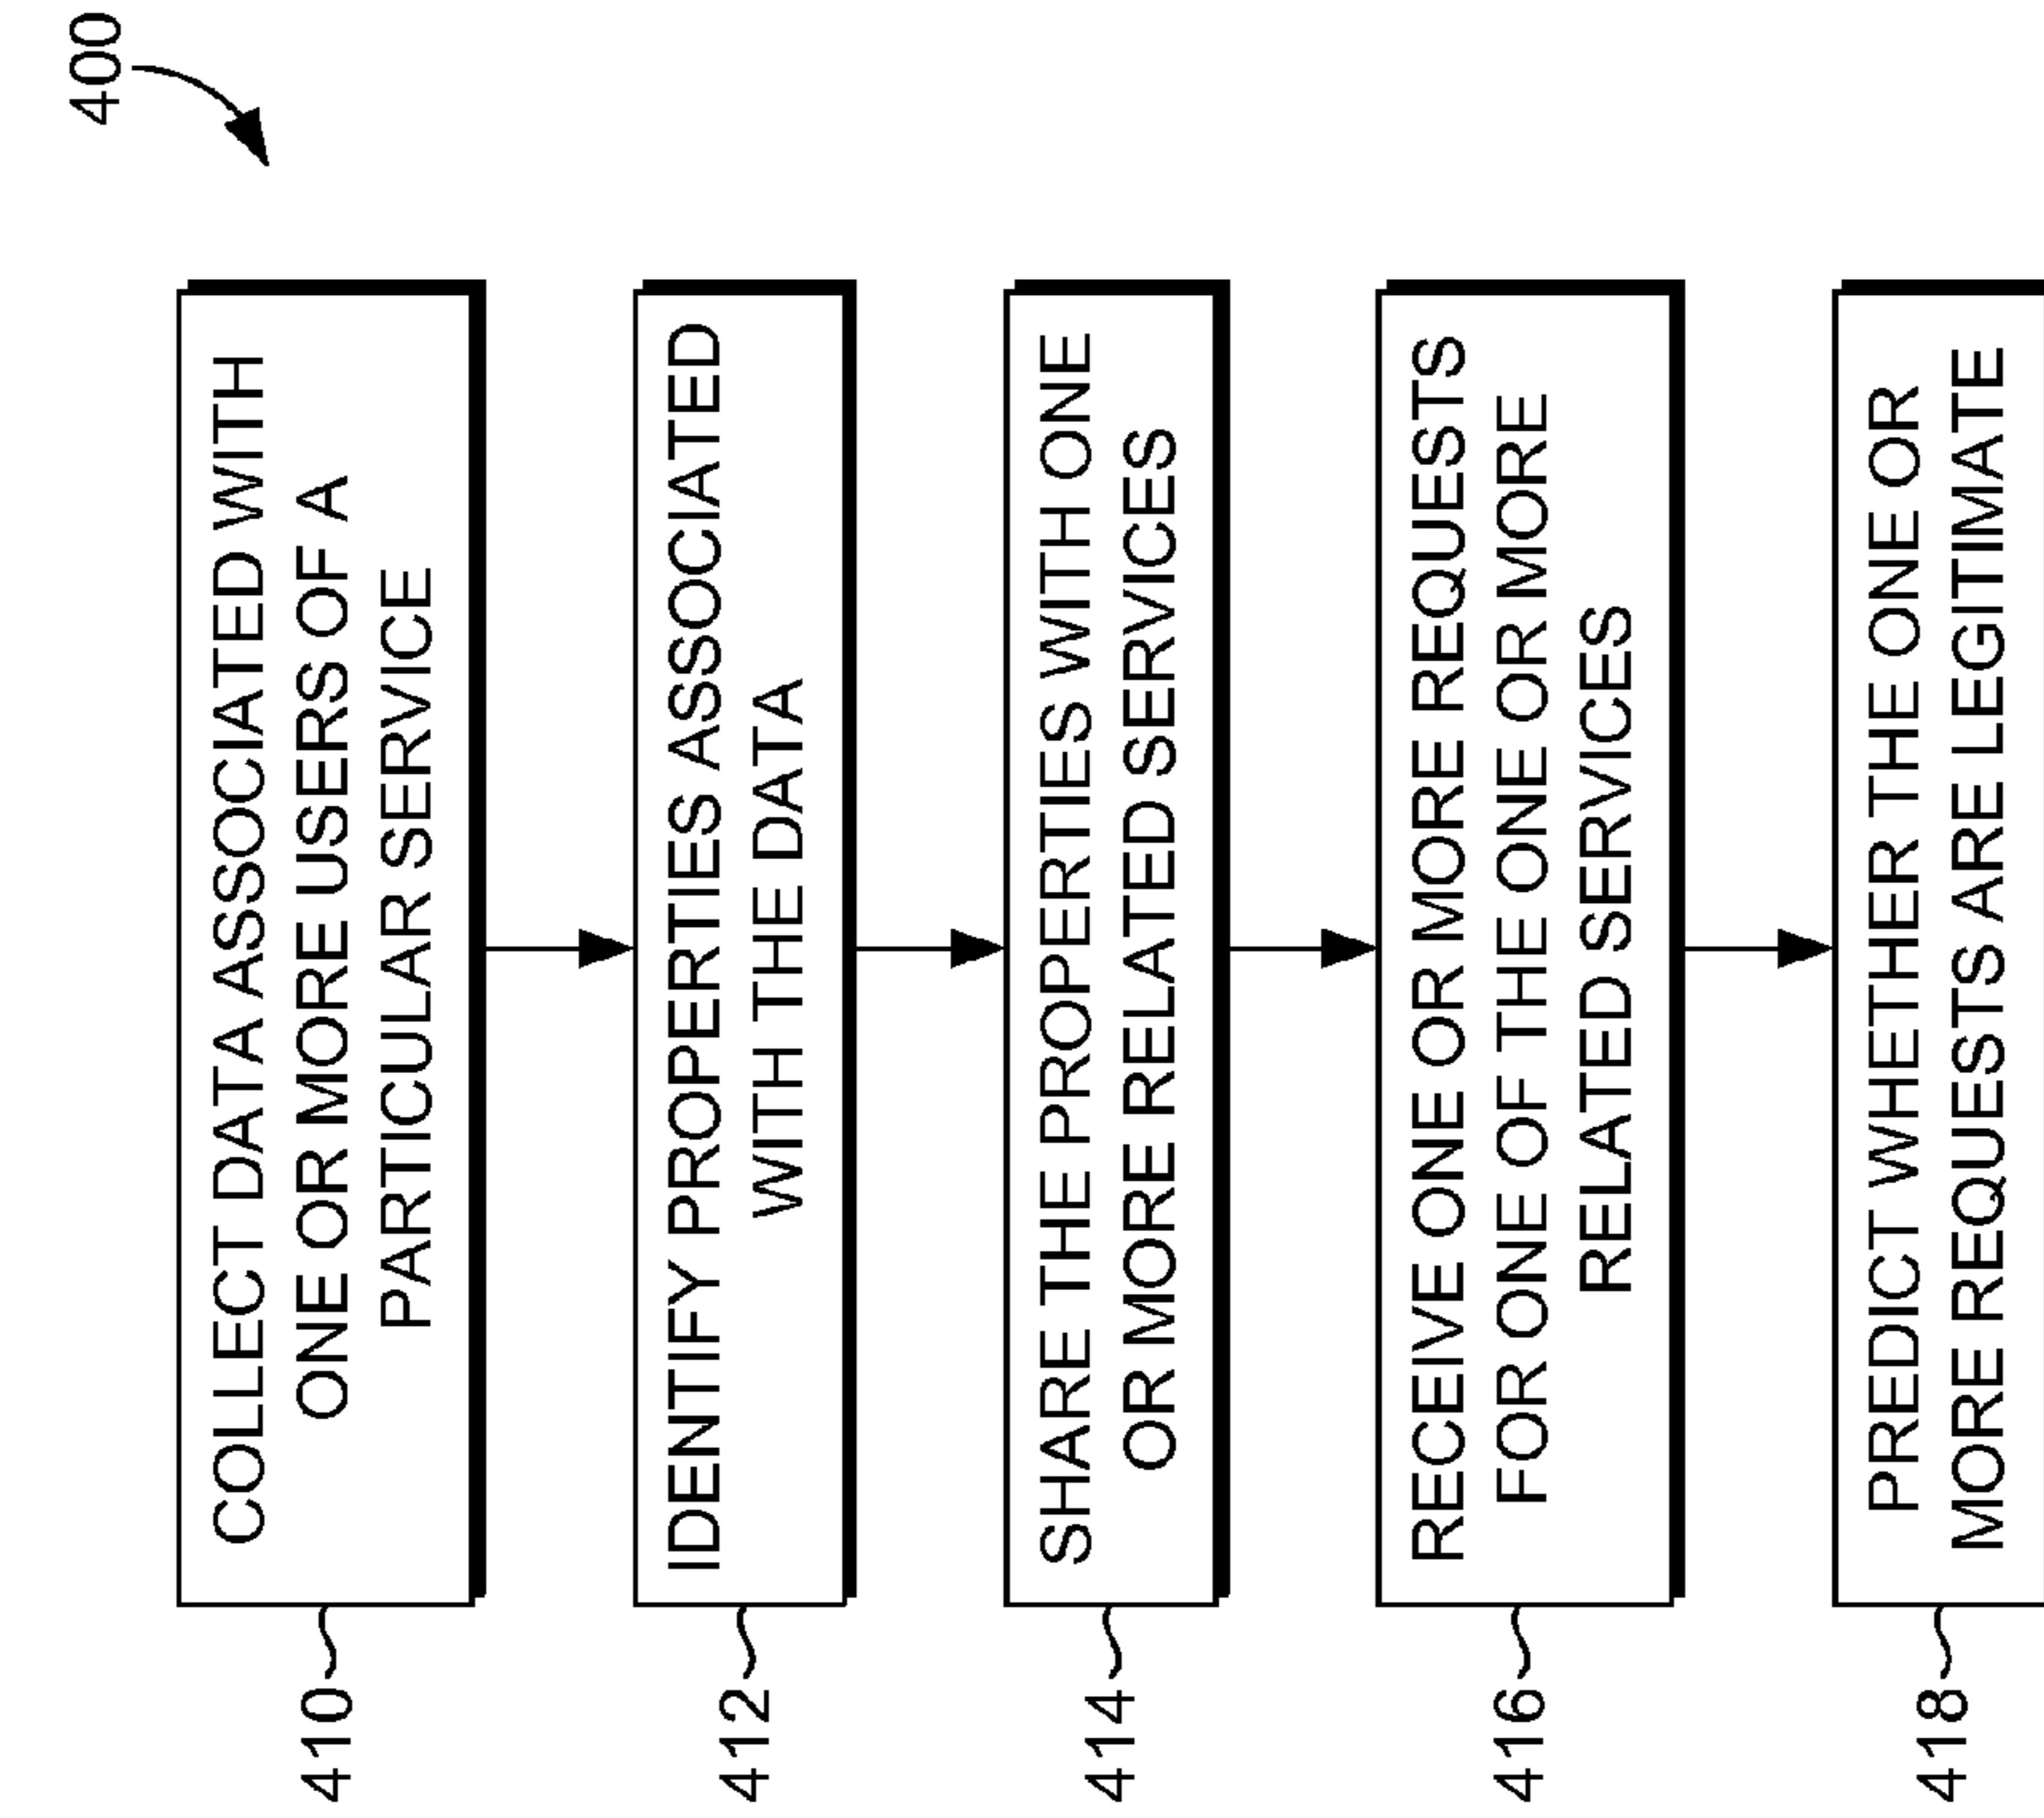 400
COLLECT DATA ASSOCIATED WITH
ONE OR MORE USERS OF A
PARTICULAR SERVICE
410
IDENTIFY PROPERTIES ASSOCIATED
WITH THE DATA
412
SHARE THE PROPERTIES WITH ONE
OR MORE RELATED SERVICES
414
RECEIVE ONE OR MORE REQUESTS
FOR ONE OF THE ONE OR MORE
RELATED SERVICES
416
PREDICT WHETHER THE ONE OR
MORE REQUESTS ARE LEGITIMATE
418